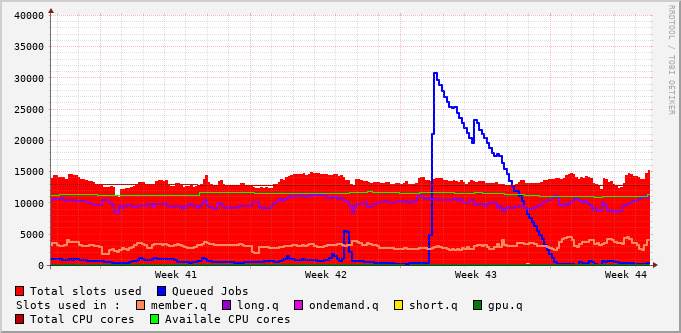 40000
35000
30000
25000
20000
15000
10000
5000
0
Week 41 Week 42 Week 43 Week 44
RRDTOOL / TOBI OETIKER
Total slots used Queued Jobs
Slots used in : member.q long.q ondemand.q short.q gpu.q
Total CPU cores Availale CPU cores